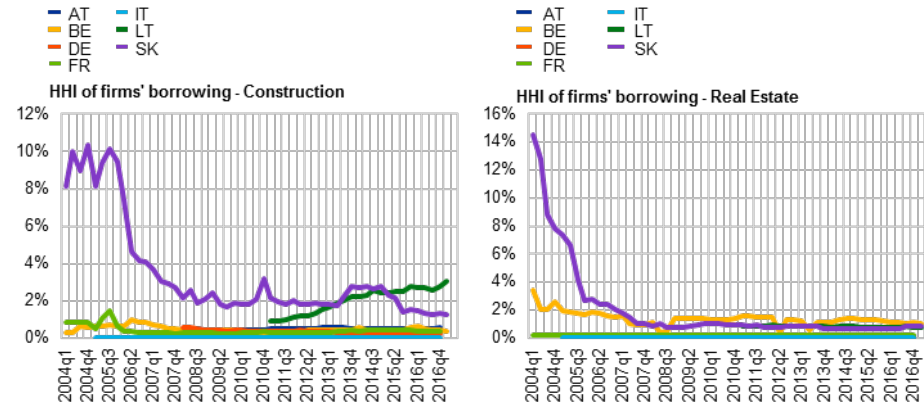 AT
IT
BE
LT
DE
SK
FR
HHI of firms' borrowing - Construction
12%
10%
8%
6%
4%
2%
0%
2004q1
2004q4
2005q3
2006q2
2007q1
2007q4
2008q3
2009q2
2010q1
2010q4
2011q3
2012q2
2013q1
2013q4
2014q3
2015q2
2016q1
2016q4
AT
IT
BE
LT
DE
SK
FR
HHI of firms' borrowing - Real Estate
16%
14%
12%
10%
8%
6%
4%
2%
0%
2004q1
2004q4
2005q3
2006q2
2007q1
2007q4
2008q3
2009q2
2010q1
2010q4
2011q3
2012q2
2013q1
2013q4
2014q3
2015q2
2016q1
2016q4